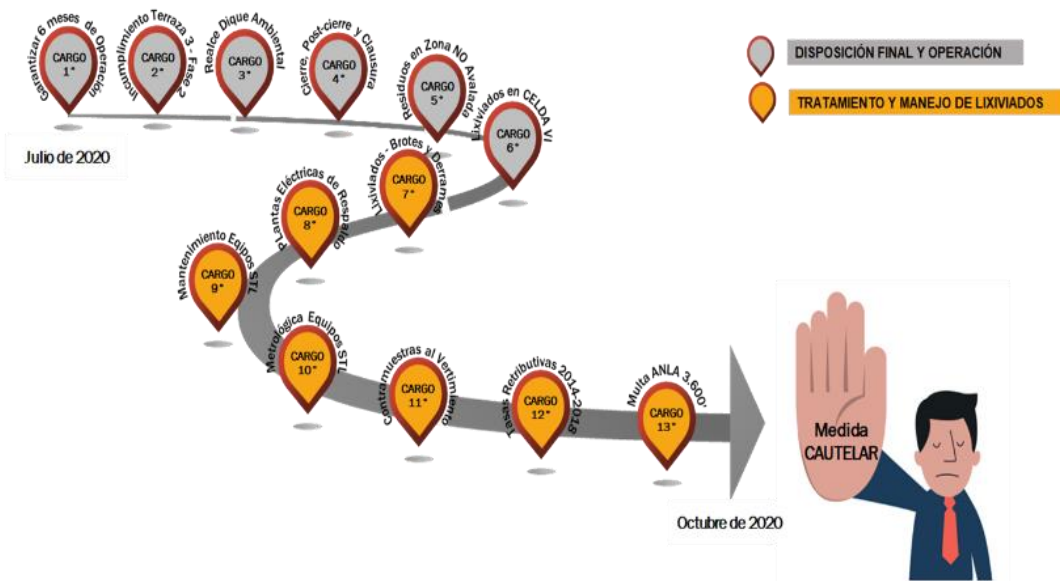 Garantizar 6 meses de Operación
CARGO
1°
Incumplimiento Terraza 3 - Fase 2
CARGO
2°
Realce Dique Ambiental
CARGO
3°
Cierre, Post-cierre y Clausura
CARGO
4°
Residuos en Zona NO Avalada
CARGO
5°
Lixiviados en CELDA VI
CARGO
6°
DISPOSICIÓN FINAL Y OPERACIÓN
TRATAMIENTO Y MANEJO DE LIXIVIADOS
Julio de 2020
Lixiviados - Brotes y Derrames
CARGO
7°
PLantas Eléctricas de Respaldo
CARGO
8°
Mantenimiento Eqipos STL
CARGO
9°
Metrológica Equipos STL
CARGO
10°
Contramuestras al Vertimiento
CARGO
11°
Tasas Retributivas 2014-2018
CARGO
12°
Multa ANLA 3.600'
CARGO
13°
Medida
CAUTELAR
Octubre de 2020